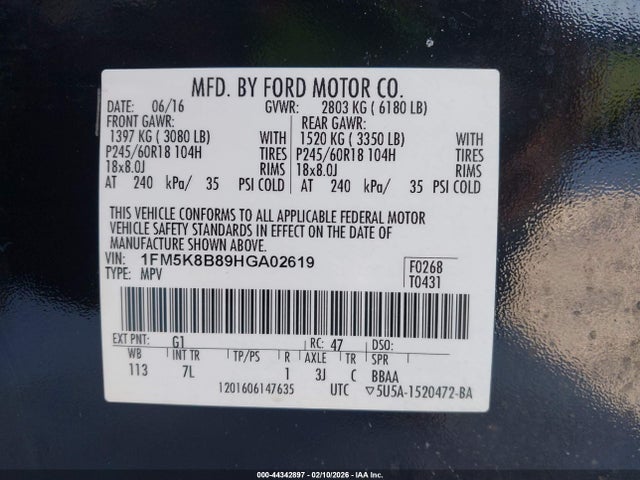 MFD. BY FORD MOTOR CO.
DATE: 06/16 GVWR: 2803 KG ( 6180 LB)
FRONT GAWR: REAR GAWR:
1397 KG ( 3080 LB) WITH 1520 KG ( 3350 LB) WITH
P245/60R18 104H TIRES P245/60R18 104H TIRES
18x8.0J RIMS 18x8.0J RIMS
AT 240 kPa/ 35 PSI COLD AT 240 kPa/ 35 PSI COLD
THIS VEHICLE CONFORMS TO ALL APPLICABLE FEDERAL MOTOR
VEHICLE SAFETY STANDARDS IN EFFECT ON THE DATE OF
MANUFACTURE SHOWN ABOVE.
VIN: 1FM5K8B89HGA02619 F0268
TYPE: MPV T0431
EXT PNT: G1 RC: 47 DSO:
WB INT TR TP/PS R AXLE TR SPR
113 7L 1 3J C BBAA
1201606147635 UTC ▽5U5A-1520472-BA
000-44342897 - 02/10/2026 - IAA Inc.